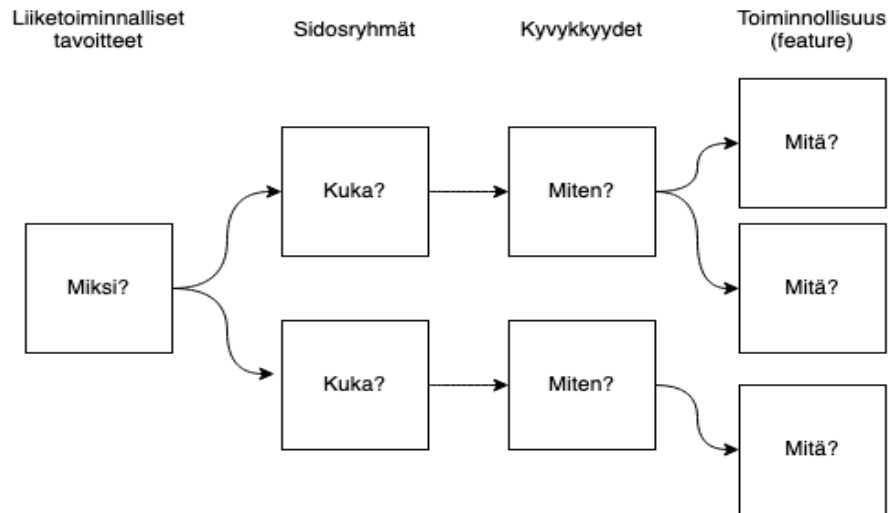 Liiketoiminnalliset
tavoitteet
Sidosryhmät
Kyvykkyydet
Toiminnollisuus
(feature)
Miksi?
Kuka?
Miten?
Mitä?
Mitä?
Kuka?
Miten?
Mitä?